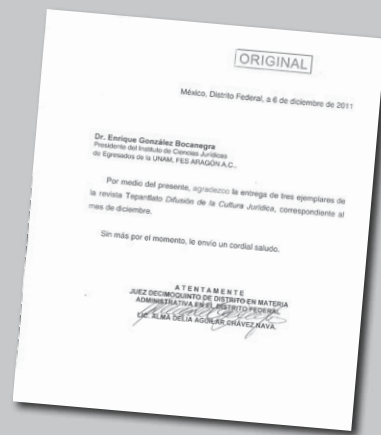 ORIGINAL
México, Distrito Federal, a 6 de diciembre de 2011
Dr. Enrique González Bocanegra
Presidente del Instituto de Ciencias Jurídicas
de Egresados de la UNAM, FES ARAGÓN A.C.,
Por medio del presente, agradezco la entrega de tres ejemplares de
la revista Tepantlato Difusión de la Cultura Jurídica, correspondiente al
mes de diciembre.
Sin más por el momento, le envío un cordial saludo.
A T E N T A M E N T E
JUEZ DECIMOQUINTO DE DISTRITO EN MATERIA
ADMINISTRATIVA EN EL DISTRITO FEDERAL
LIC. ALMA DELIA AGUILAR CHÁVEZ NAVA.